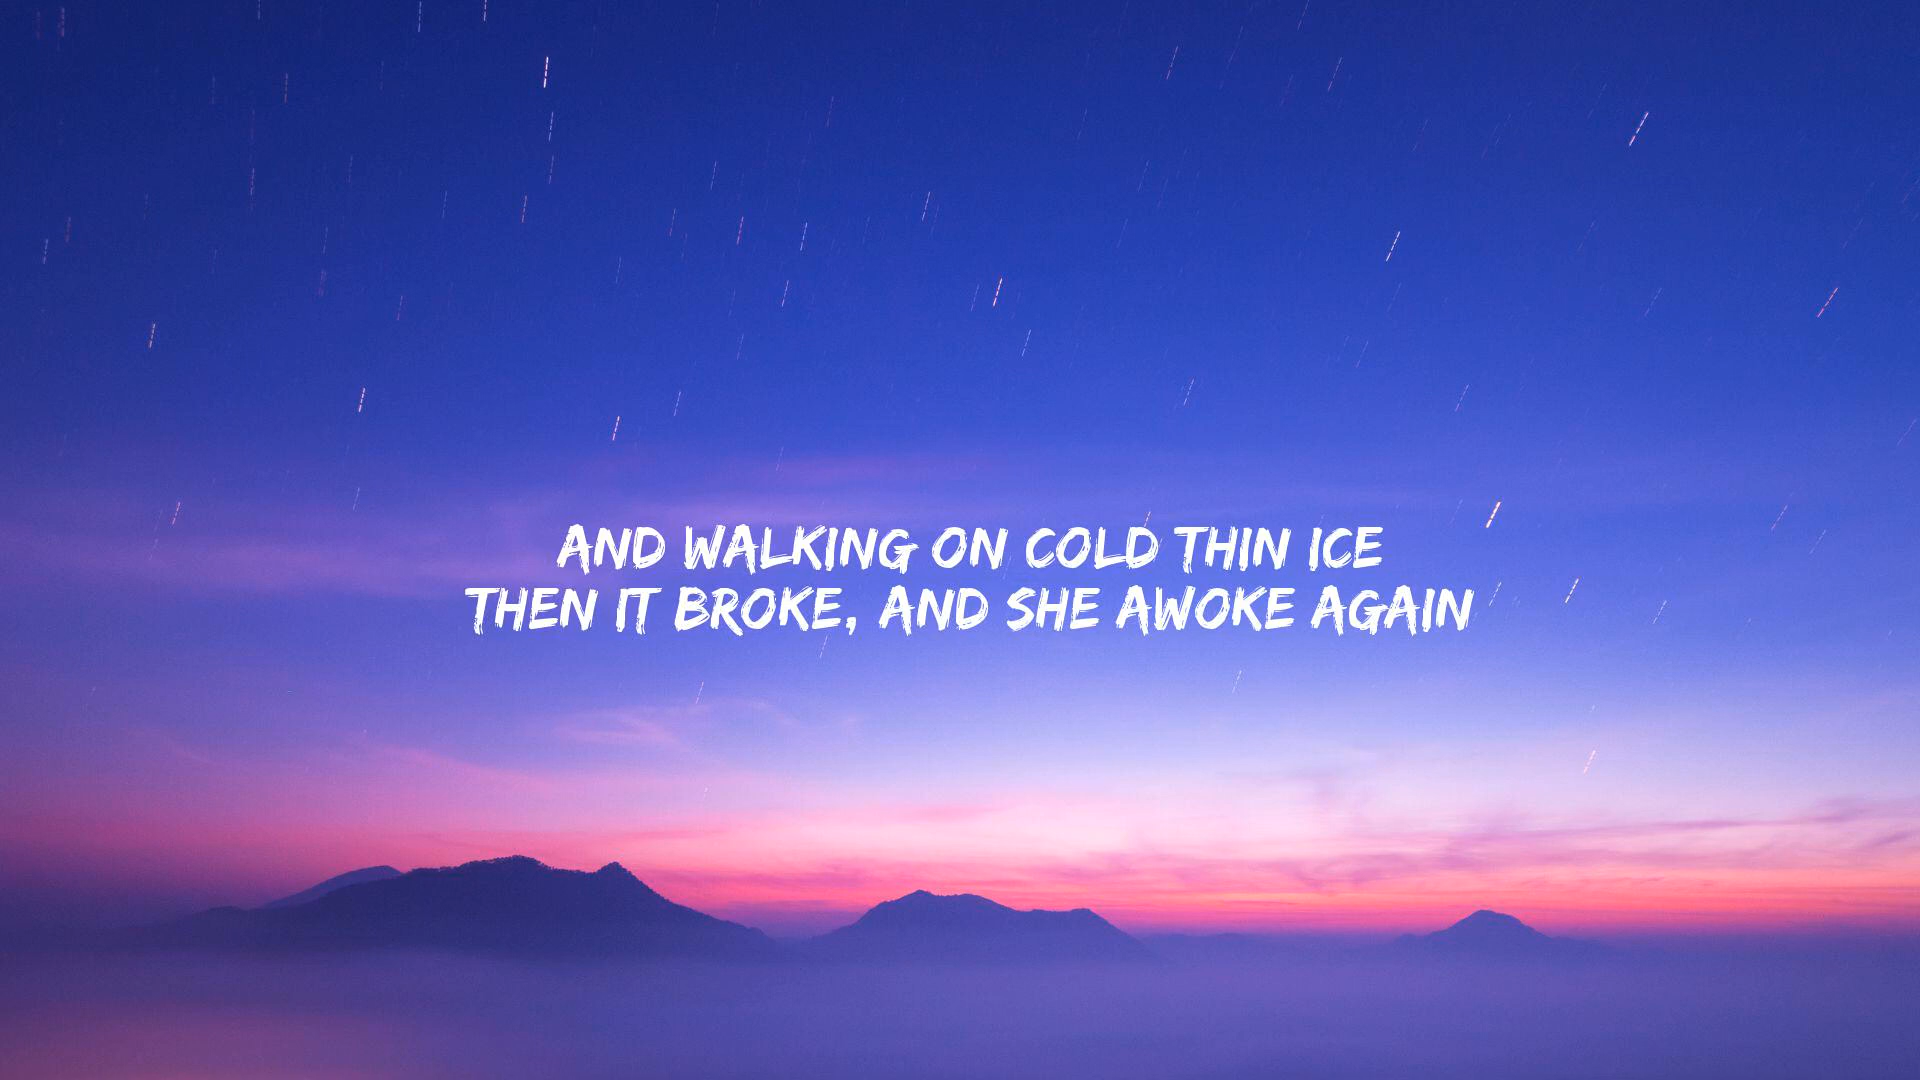 AND WALKING ON COLD THIN ICE
THEN IT BROKE, AND SHE AWOKE AGAIN